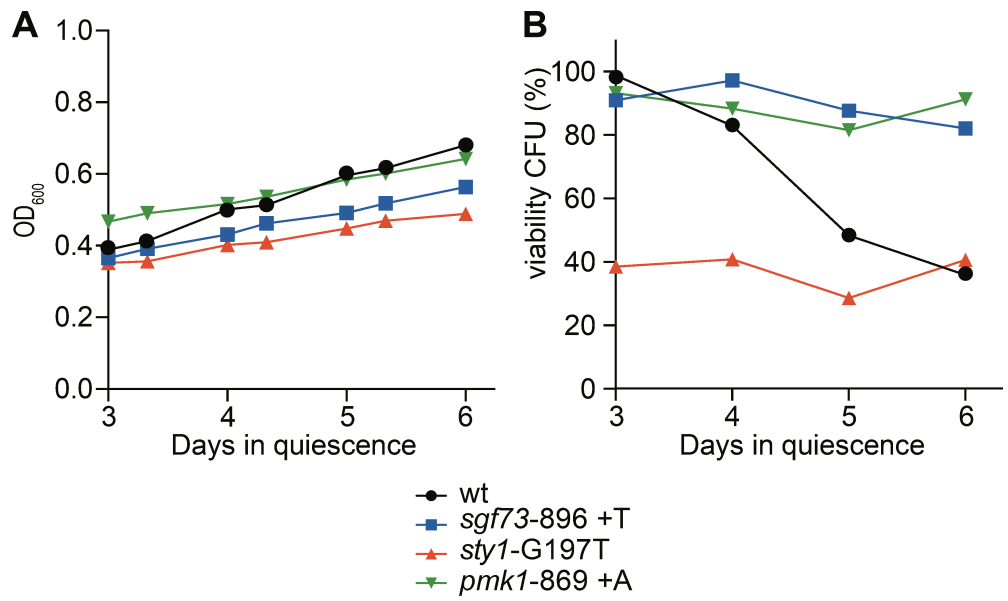 A
1.0
0.8
0.6
0.4
0.2
0.0
OD600
3 4 5 6
Days in quiescence
B
100
80
60
40
20
0
viability CFU (%)
3 4 5 6
Days in quiescence
wt
sgf73-896 +T
sty1-G197T
pmk1-869 +A